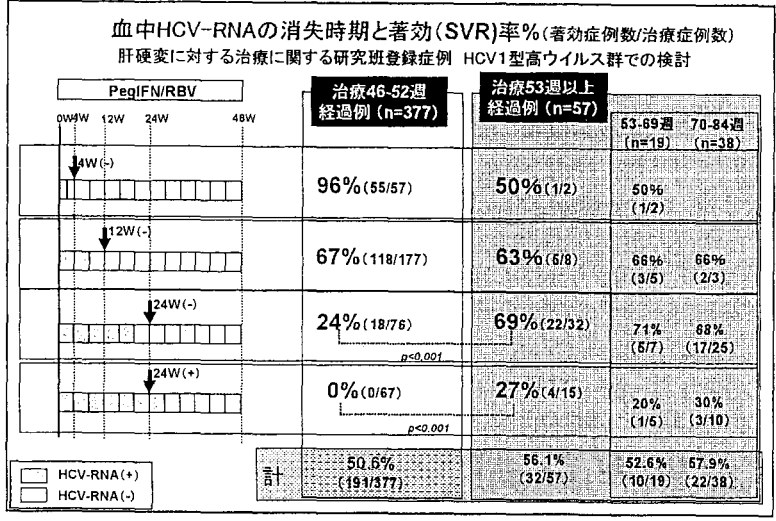 血中HCV-RNAの消失時期と著効(SVR)率%(著効症例数/治療症例数)
肝硬変に対する治療に関する研究班登録症例 HCV1型高ウイルス群での検討
PegIFN/RBV
0W 4W 12W 24W 48W
治療46-52週
経過例 (n=377)
治療53週以上
経過例 (n=57)
53-69週 70-84週
(n=19) (n=38)
4W(-)
96%(55/57) 50%(1/2) 50%
(1/2)
12W(-)
67%(118/177) 63%(5/8) 66% 66%
(3/5) (2/3)
24W(-)
24%(18/76) 69%(22/32) 71% 68%
(5/7) (17/25)
p<0.001
24W(+)
0%(0/67) 27%(4/15) 20% 30%
(1/5) (3/10)
p<0.001
計 50.6% 56.1% 52.6% 57.9%
(191/377) (32/57) (10/19) (22/38)
HCV-RNA(+)
HCV-RNA(-)